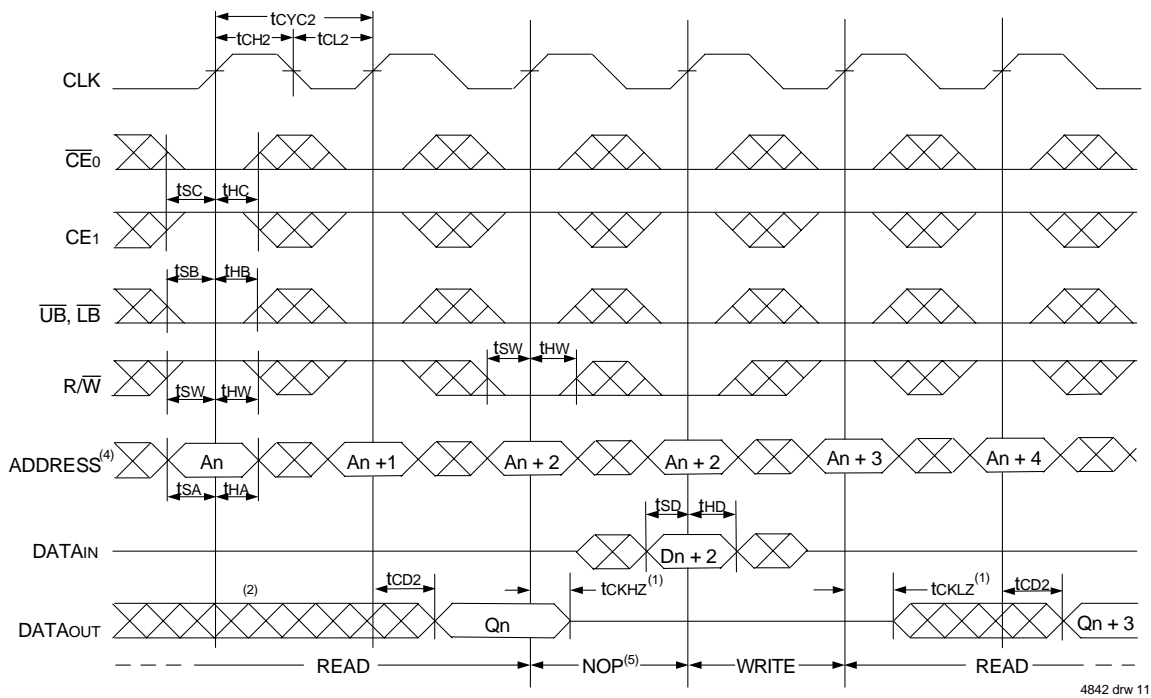 tCYC2
tCH2 tCL2
CLK
CE0
tSC tHC
CE1
tSB tHB
UB, LB
tSW tHW
R/W
tSW tHW
ADDRESS(4) An An +1 An + 2 An + 2 An + 3 An + 4
tSA tHA
tSD tHD
DATAIN Dn + 2
tCD2 tCKHZ(1) tCKLZ(1) tCD2
(2)
DATAOUT Qn Qn + 3
READ NOP(5) WRITE READ
4842 drw 11